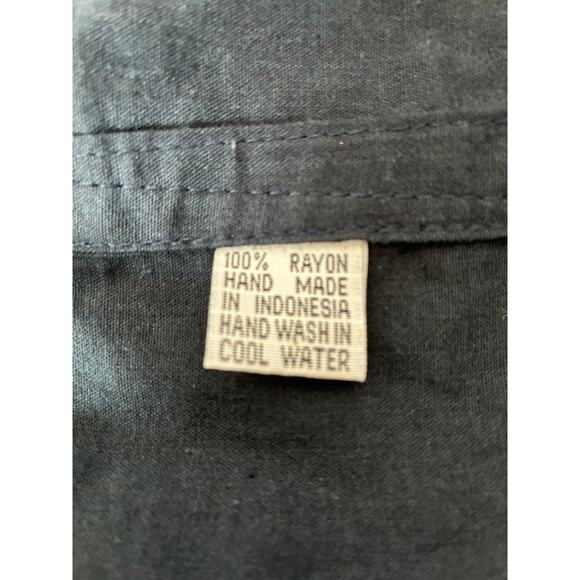 100% RAYON
HAND MADE
IN INDONESIA
HAND WASH IN
COOL WATER